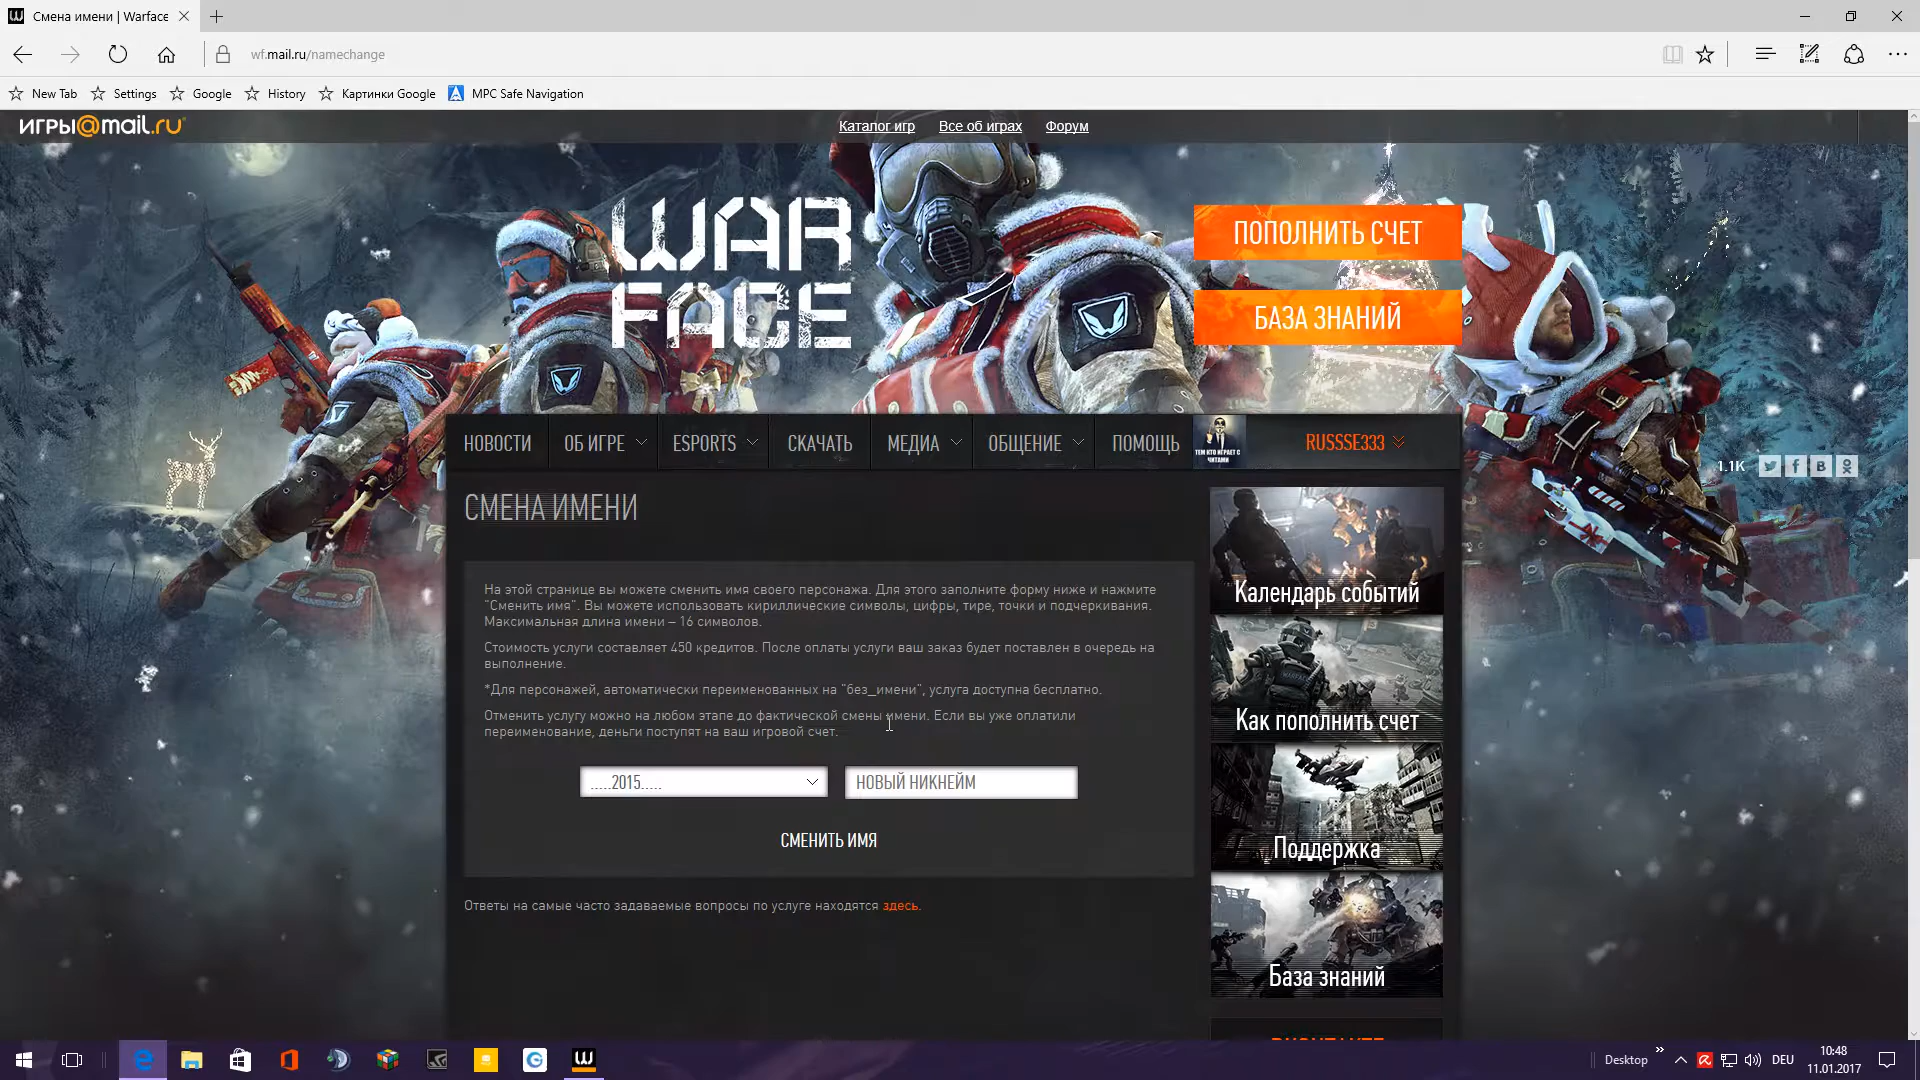 Смена имени | Warface
wf.mail.ru/namechange
New Tab
Settings
Google
History
Картинки Google
MPC Safe Navigation
ИГРЫ@mail.ru
Каталог игр
Все об играх
Форум
WAR
FACE
ПОПОЛНИТЬ СЧЕТ
БАЗА ЗНАНИЙ
НОВОСТИ
ОБ ИГРЕ
ESPORTS
СКАЧАТЬ
МЕДИА
ОБЩЕНИЕ
ПОМОЩЬ
ТЕМ КТО ИГРАЕТ С
ЧИТАМИ
RUSSSE333
1.1K
СМЕНА ИМЕНИ
На этой странице вы можете сменить имя своего персонажа. Для этого заполните форму ниже и нажмите
"Сменить имя". Вы можете использовать кириллические символы, цифры, тире, точки и подчеркивания.
Максимальная длина имени – 16 символов.
Стоимость услуги составляет 450 кредитов. После оплаты услуги ваш заказ будет поставлен в очередь на
выполнение.
*Для персонажей, автоматически переименованных на "без_имени", услуга доступна бесплатно.
Отменить услугу можно на любом этапе до фактической смены имени. Если вы уже оплатили
переименование, деньги поступят на ваш игровой счет.
.....2015.....
НОВЫЙ НИКНЕЙМ
СМЕНИТЬ ИМЯ
Ответы на самые часто задаваемые вопросы по услуге находятся здесь.
Календарь событий
Как пополнить счет
Поддержка
База знаний
Desktop
DEU
10:48
11.01.2017